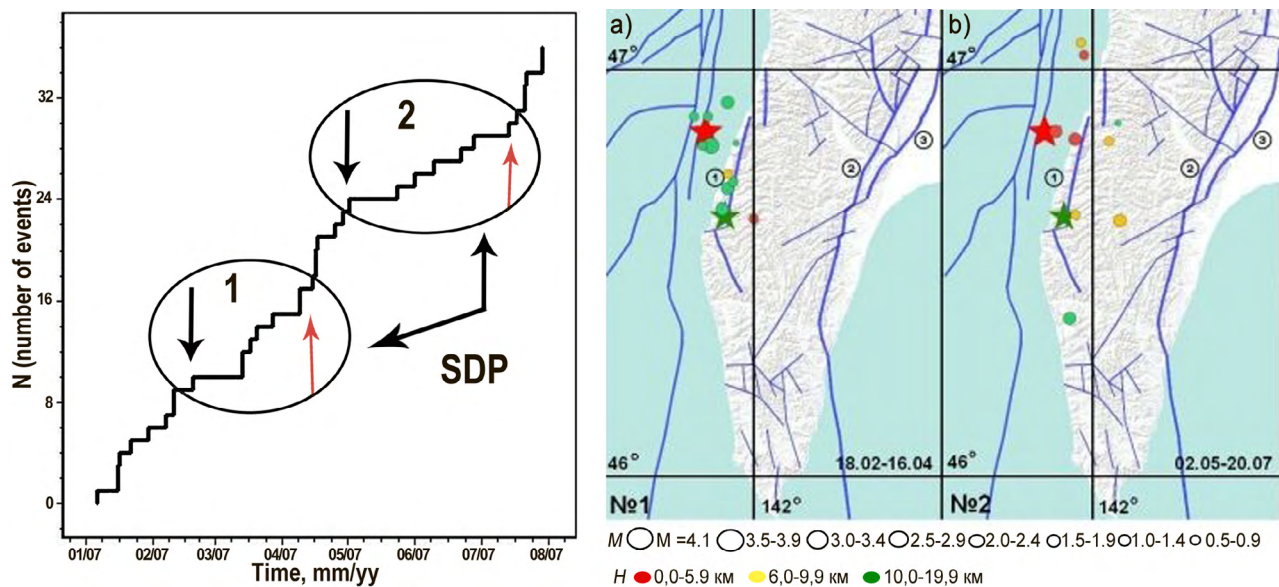 32
24
16
8
0
N (number of events)
1
2
SDP
01/07 02/07 03/07 04/07 05/07 06/07 07/07 08/07
Time, mm/yy
a)
47°
1
2
3
46°
18.02-16.04
№1
142°
b)
47°
1
2
3
46°
02.05-20.07
№2
142°
M M =4.1 3.5-3.9 3.0-3.4 2.5-2.9 2.0-2.4 1.5-1.9 1.0-1.4 0.5-0.9
H 0,0-5.9 км 6,0-9,9 км 10,0-19,9 км